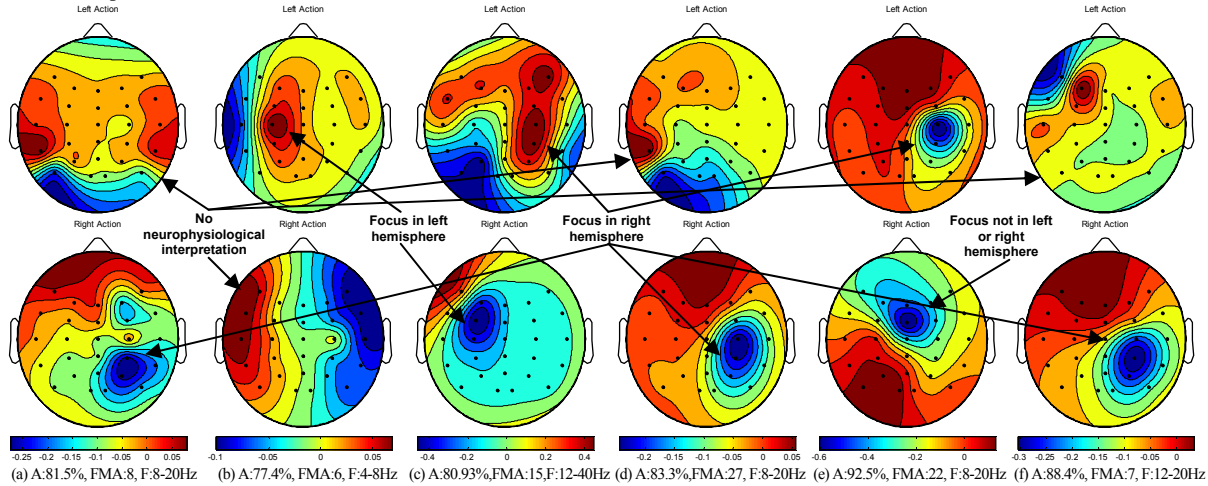 Left Action Left Action Left Action Left Action Left Action Left Action
No
neurophysiological
interpretation
Focus in left
hemisphere
Focus in right
hemisphere
Focus not in left
or right
hemisphere
Right Action Right Action Right Action Right Action Right Action Right Action
-0.25 -0.2 -0.15 -0.1 -0.05 0 0.05
-0.1 -0.05 0 0.05
-0.4 -0.2 0 0.2 0.4
-0.2 -0.15 -0.1 -0.05 0 0.05
-0.6 -0.4 -0.2 0
-0.3 -0.25 -0.2 -0.15 -0.1 -0.05 0
(a) A:81.5%, FMA:8, F:8-20Hz (b) A:77.4%, FMA:6, F:4-8Hz (c) A:80.93%,FMA:15,F:12-40Hz (d) A:83.3%,FMA:27, F:8-20Hz (e) A:92.5%, FMA:22, F:8-20Hz (f) A:88.4%, FMA:7, F:12-20Hz